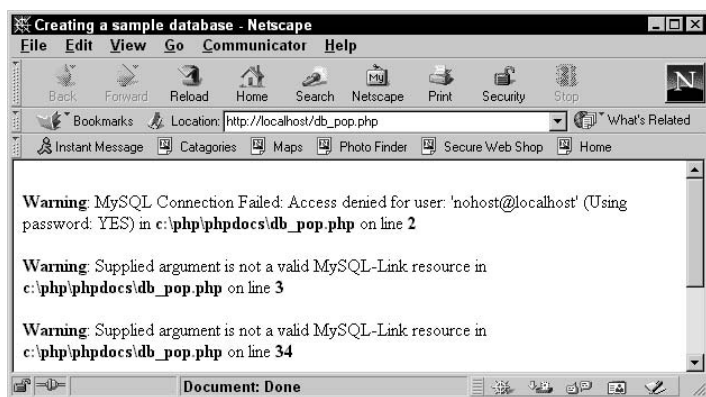 Creating a sample database - Netscape
File Edit View Go Communicator Help
Back Forward Reload Home Search Netscape Print Security Stop
My
N
Bookmarks Location: http://localhost/db_pop.php What's Related
Instant Message Catagories Maps Photo Finder Secure Web Shop Home
Warning: MySQL Connection Failed: Access denied for user: 'nohost@localhost' (Using
password: YES) in c:\php\phpdocs\db_pop.php on line 2
Warning: Supplied argument is not a valid MySQL-Link resource in
c:\php\phpdocs\db_pop.php on line 3
Warning: Supplied argument is not a valid MySQL-Link resource in
c:\php\phpdocs\db_pop.php on line 34
Document: Done